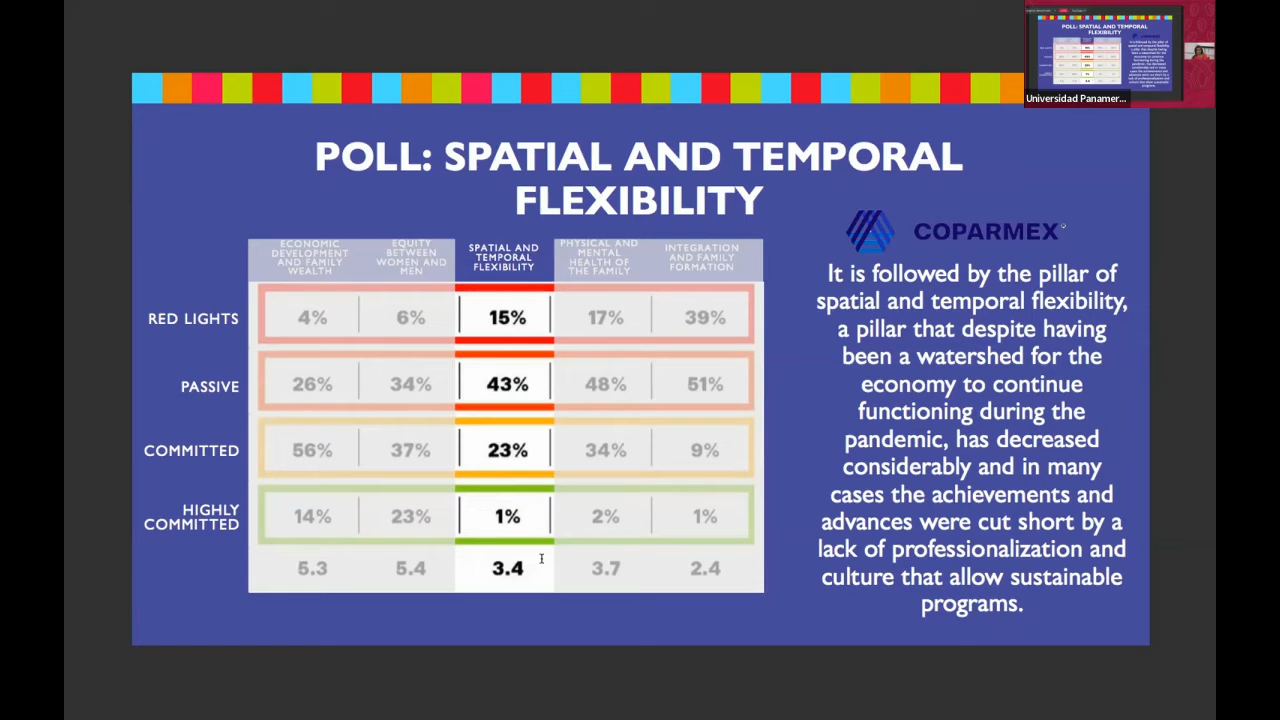 Universidad Panamer...
POLL: SPATIAL AND TEMPORAL
FLEXIBILITY
COPARMEX
ECONOMIC
DEVELOPMENT
AND FAMILY
WEALTH
EQUITY
BETWEEN
WOMEN AND
MEN
SPATIAL AND
TEMPORAL
FLEXIBILITY
PHYSICAL AND
MENTAL
HEALTH OF
THE FAMILY
INTEGRATION
AND FAMILY
FORMATION
RED LIGHTS 4% 6% 15% 17% 39%
PASSIVE 26% 34% 43% 48% 51%
COMMITTED 56% 37% 23% 34% 9%
HIGHLY
COMMITTED 14% 23% 1% 2% 1%
5.3 5.4 3.4 3.7 2.4
It is followed by the pillar of
spatial and temporal flexibility,
a pillar that despite having
been a watershed for the
economy to continue
functioning during the
pandemic, has decreased
considerably and in many
cases the achievements and
advances were cut short by a
lack of professionalization and
culture that allow sustainable
programs.